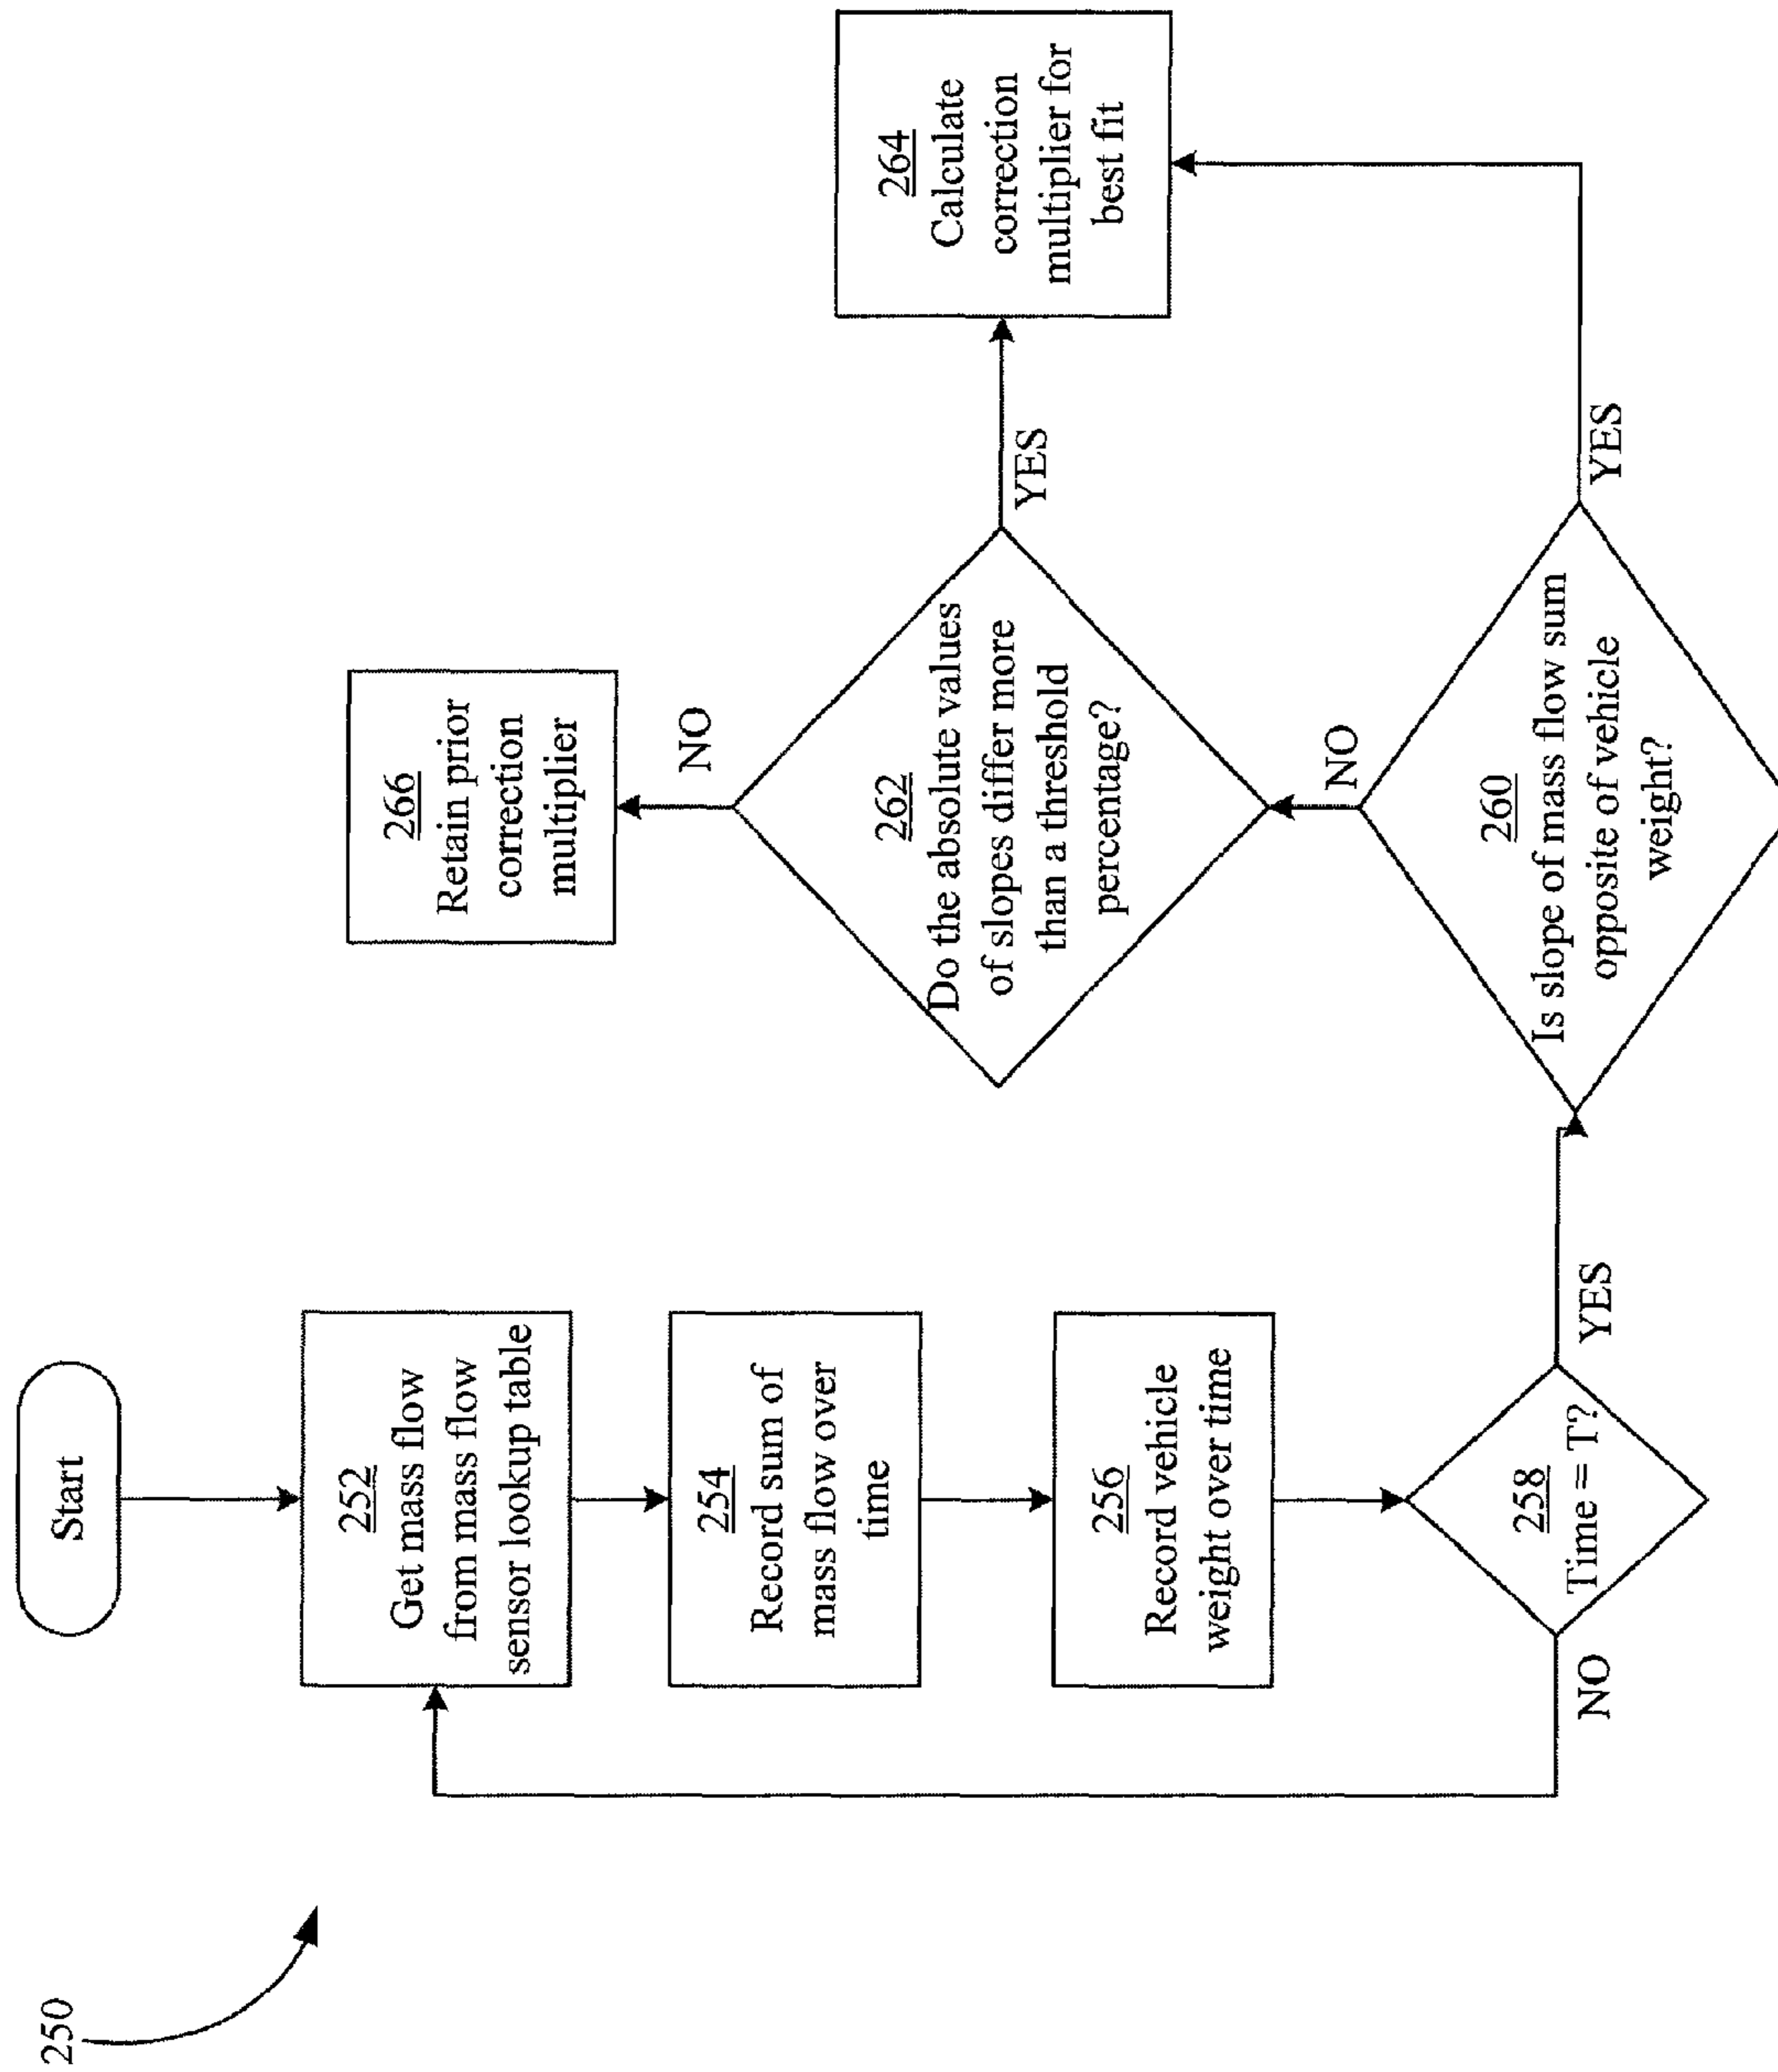 250
Start
252
Get mass flow
from mass flow
sensor lookup table
254
Record sum of
mass flow over
time
256
Record vehicle
weight over time
258
Time = T?
NO
YES
260
Is slope of mass flow sum
opposite of vehicle
weight?
NO
YES
262
Do the absolute values
of slopes differ more
than a threshold
percentage?
NO
YES
266
Retain prior
correction
multiplier
264
Calculate
correction
multiplier for
best fit